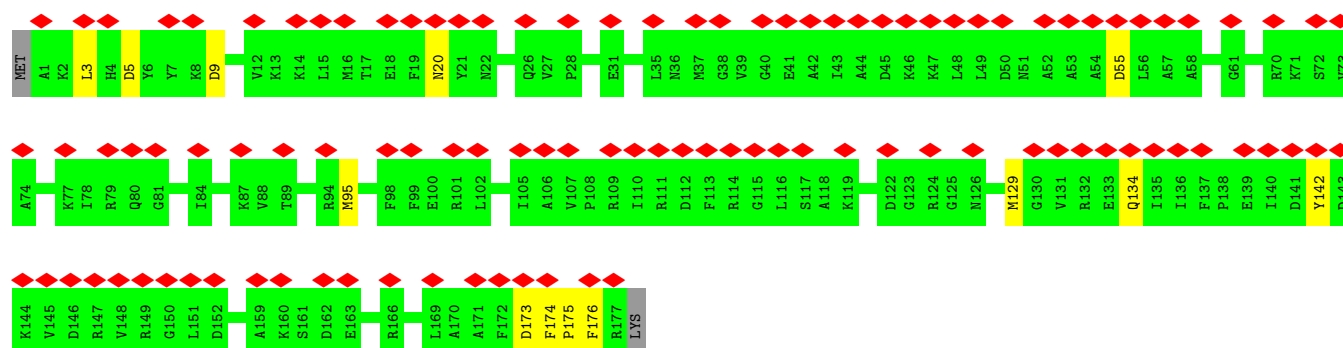 MET A1 K2 L3 H4 D5 Y6 Y7 K8 D9 V12 K13 K14 L15 M16 T17 E18 F19 N20 Y21 N22 Q26 V27 P28 E31 L35 N36 M37 G38 V39 G40 E41 A42 I43 A44 D45 K46 K47 L48 L49 D50 N51 A52 A53 A54 D55 L56 A57 A58 G61 R70 K71 S72
A74 K77 I78 R79 Q80 G81 I84 K87 V88 T89 R94 M95 F98 F99 E100 R101 L102 I105 A106 V107 P108 R109 I110 R111 D112 F113 R114 G115 L116 S117 A118 K119 D122 G123 R124 G125 N126 M129 G130 V131 R132 E133 Q134 I135 I136 F137 P138 E139 I140 D141 Y142
K144 V145 D146 R147 V148 R149 G150 L151 D152 A159 K160 S161 D162 E163 R166 L169 A170 A171 F172 D173 F174 P175 F176 R177 LYS